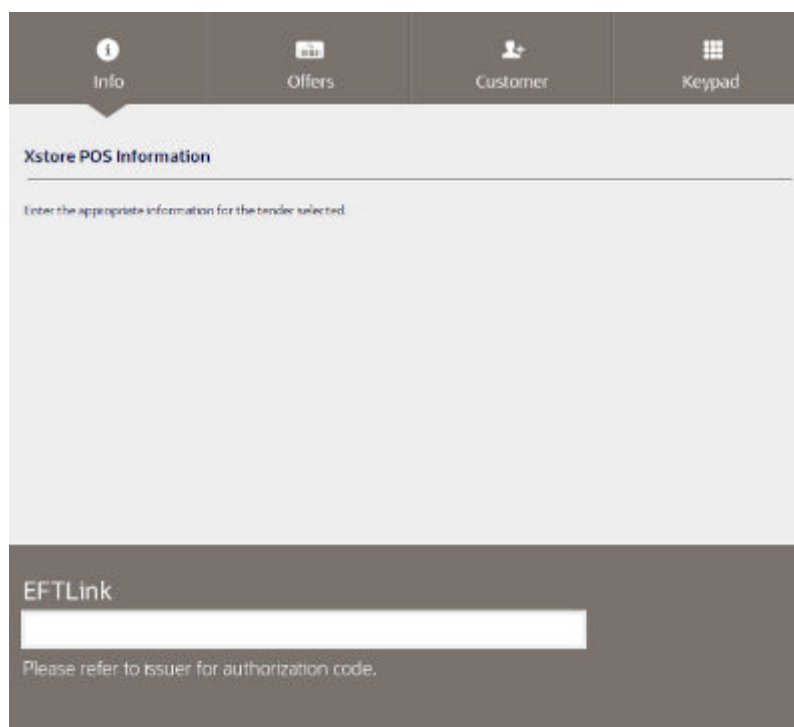 Info Offers Customer Keypad
Xstore POS Information
Enter the appropriate information for the tender selected.
EFTLink
Please refer to issuer for authorization code.